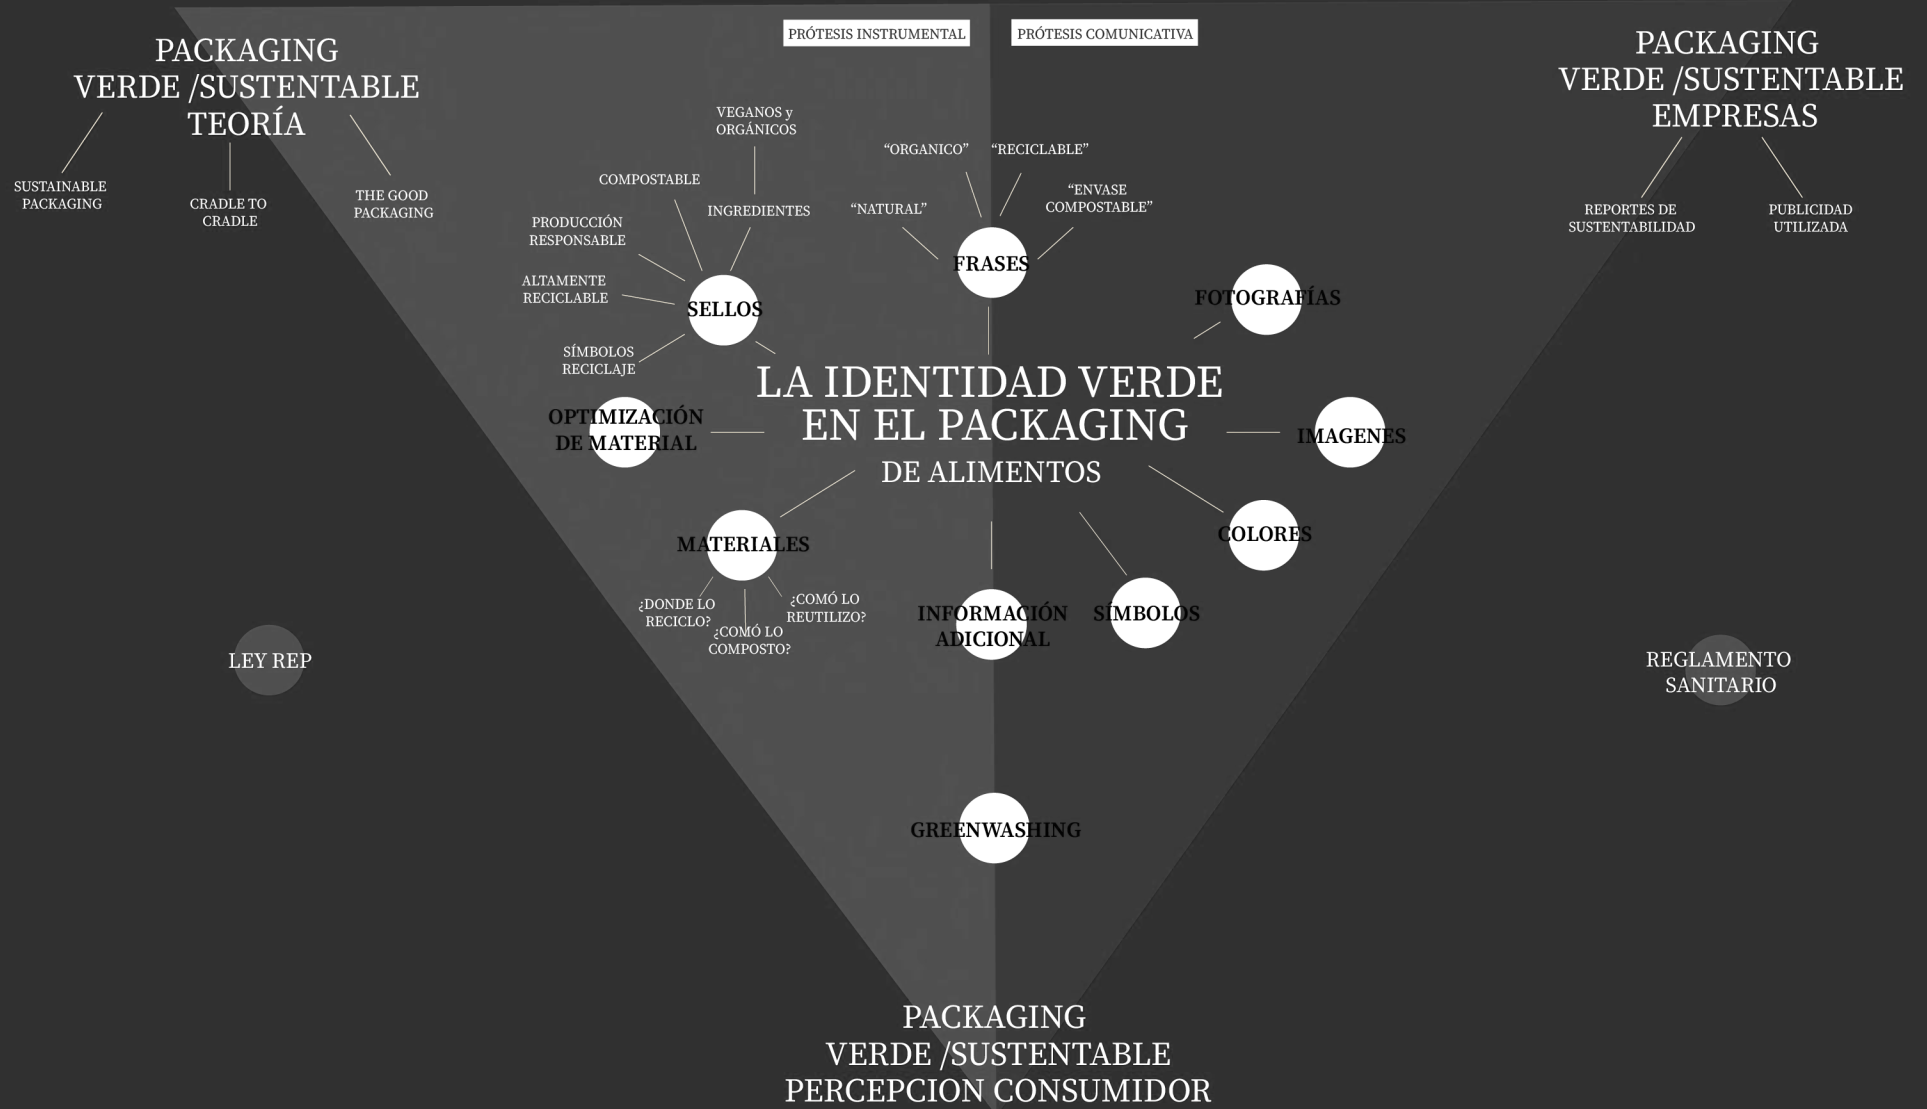 PRÓTESIS INSTRUMENTAL
PRÓTESIS COMUNICATIVA
PACKAGING
VERDE /SUSTENTABLE
TEORÍA
SUSTAINABLE
PACKAGING
CRADLE TO
CRADLE
THE GOOD
PACKAGING
PACKAGING
VERDE /SUSTENTABLE
EMPRESAS
REPORTES DE
SUSTENTABILIDAD
PUBLICIDAD
UTILIZADA
VEGANOS y
ORGÁNICOS
COMPOSTABLE
INGREDIENTES
PRODUCCIÓN
RESPONSABLE
ALTAMENTE
RECICLABLE
SÍMBOLOS
RECICLAJE
SELLOS
“ORGANICO”
“RECICLABLE”
“NATURAL”
“ENVASE
COMPOSTABLE”
FRASES
FOTOGRAFÍAS
LA IDENTIDAD VERDE
EN EL PACKAGING
DE ALIMENTOS
OPTIMIZACIÓN
DE MATERIAL
IMAGENES
MATERIALES
¿DONDE LO
RECICLO?
¿COMÓ LO
COMPOSTO?
¿COMÓ LO
REUTILIZO?
COLORES
INFORMACIÓN
ADICIONAL
SÍMBOLOS
LEY REP
REGLAMENTO
SANITARIO
GREENWASHING
PACKAGING
VERDE /SUSTENTABLE
PERCEPCION CONSUMIDOR